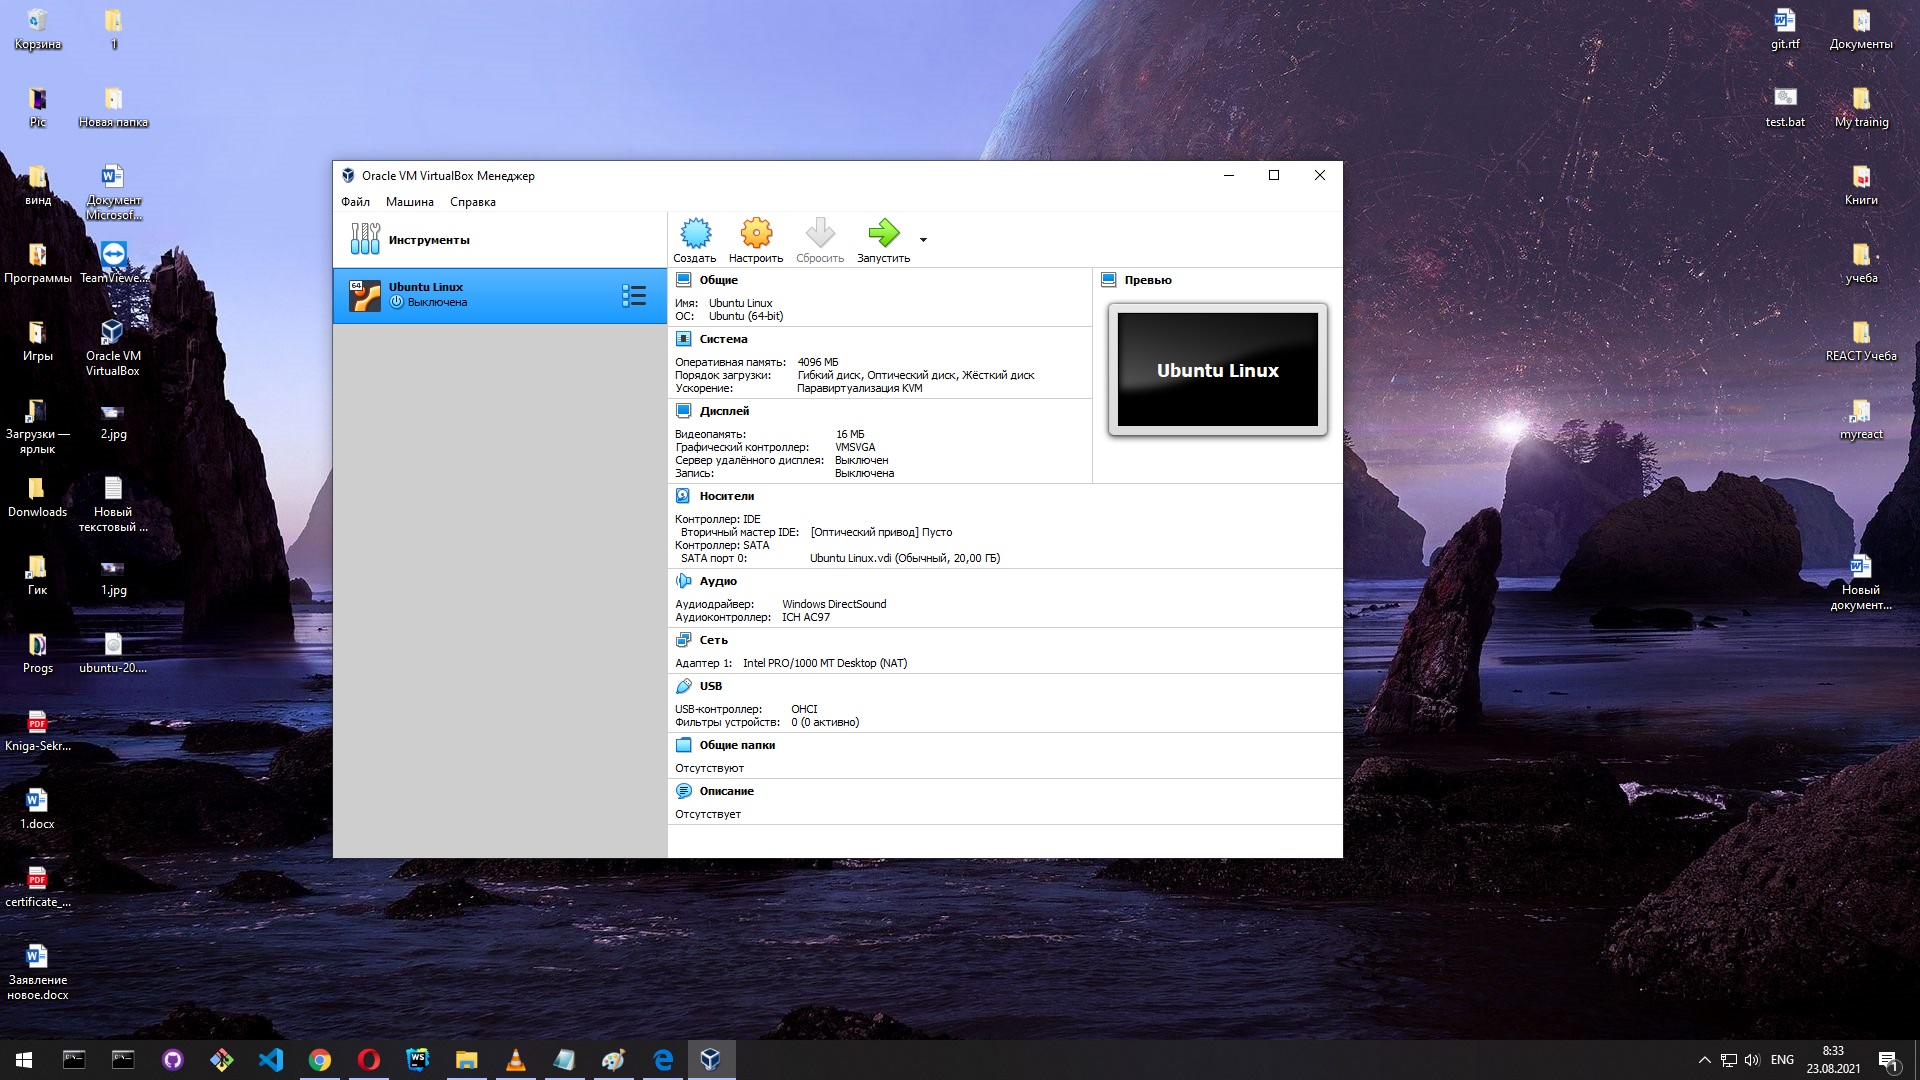 Корзина
1
Pic
Новая папка
винд
Документ
Microsof...
Программы
TeamViewe...
Игры
Oracle VM
VirtualBox
Загрузки —
ярлык
2.jpg
Donwloads
Новый
текстовый ...
Гик
1.jpg
Progs
ubuntu-20....
PDF
Kniga-Sekr...
1.docx
PDF
certificate_...
Заявление
новое.docx
Oracle VM VirtualBox Менеджер
Файл Машина Справка
Инструменты
64
Ubuntu Linux
Выключена
Создать Настроить Сбросить Запустить
Общие
Имя: Ubuntu Linux
ОС: Ubuntu (64-bit)
Система
Оперативная память: 4096 МБ
Порядок загрузки: Гибкий диск, Оптический диск, Жёсткий диск
Ускорение: Паравиртуализация KVM
Дисплей
Видеопамять: 16 МБ
Графический контроллер: VMSVGA
Сервер удалённого дисплея: Выключен
Запись: Выключена
Превью
Ubuntu Linux
Носители
Контроллер: IDE
Вторичный мастер IDE: [Оптический привод] Пусто
Контроллер: SATA
SATA порт 0: Ubuntu Linux.vdi (Обычный, 20,00 ГБ)
Аудио
Аудиодрайвер: Windows DirectSound
Аудиоконтроллер: ICH AC97
Сеть
Адаптер 1: Intel PRO/1000 MT Desktop (NAT)
USB
USB-контроллер: OHCI
Фильтры устройств: 0 (0 активно)
Общие папки
Отсутствуют
Описание
Отсутствует
git.rtf
Документы
test.bat
My trainig
Книги
учеба
REACT Учеба
myreact
Новый
документ...
WS
ENG
8:33
23.08.2021
1